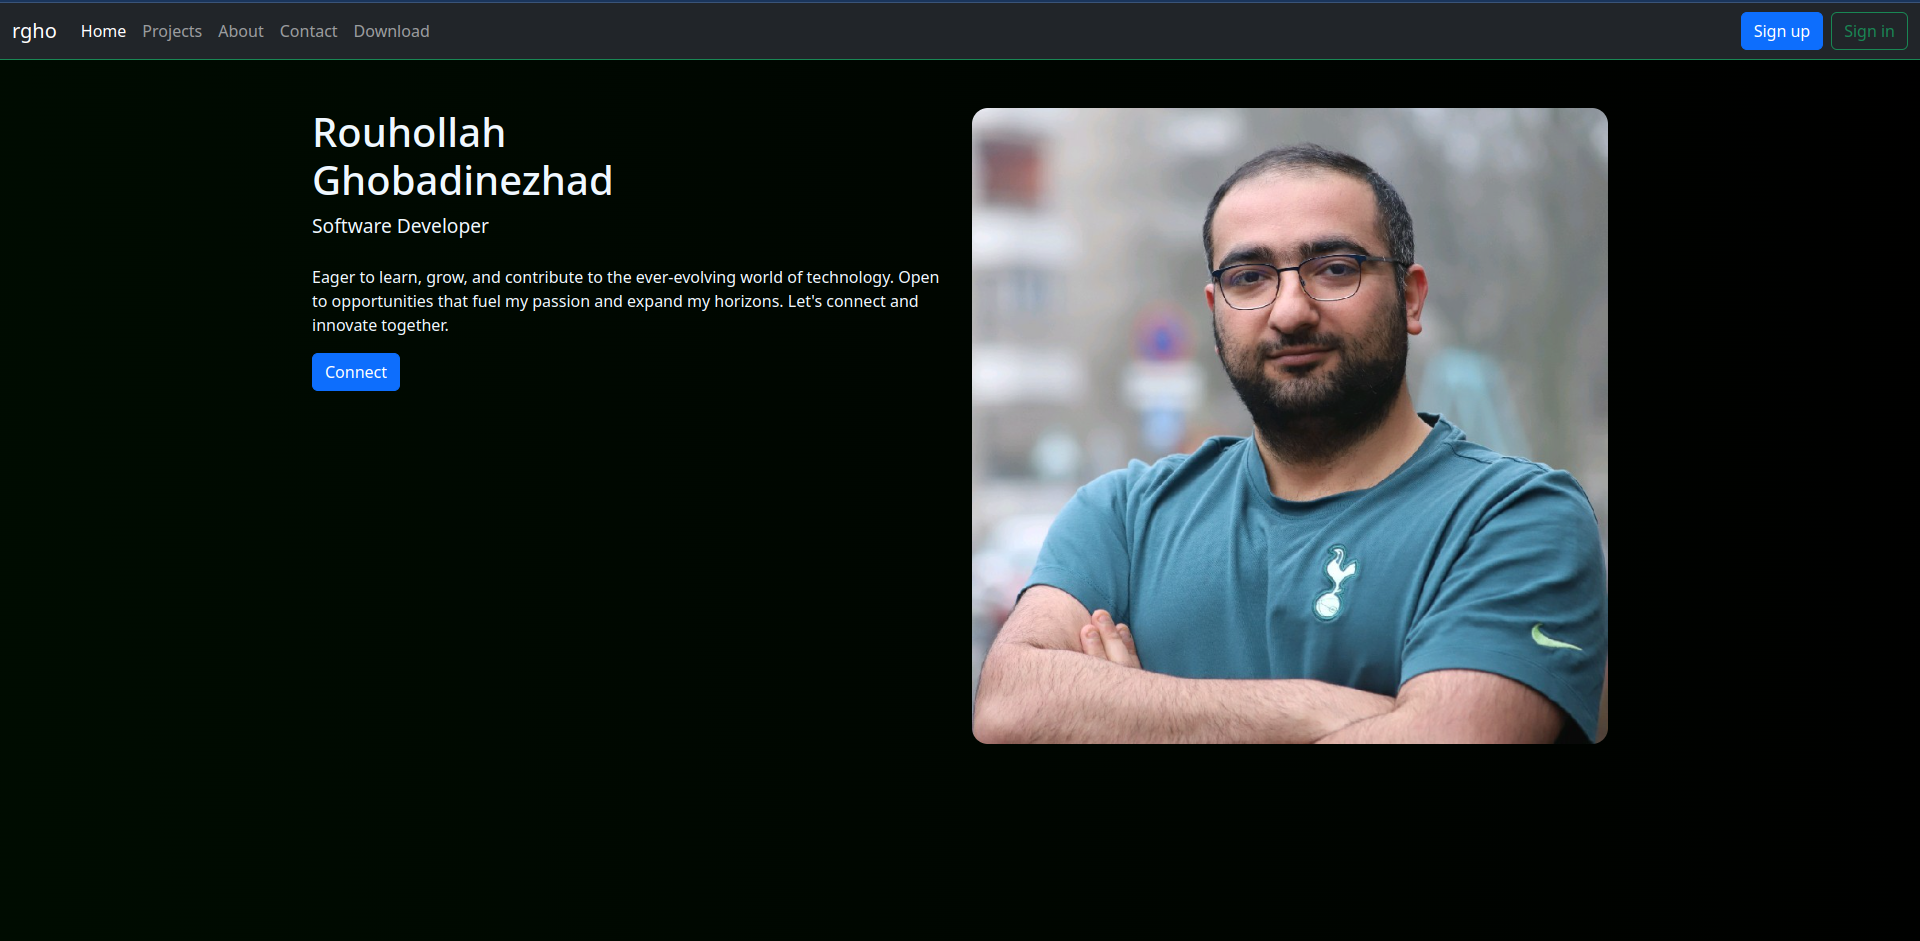 rgho Home Projects About Contact Download Sign up Sign in
Rouhollah
Ghobadinezhad
Software Developer
Eager to learn, grow, and contribute to the ever-evolving world of technology. Open
to opportunities that fuel my passion and expand my horizons. Let's connect and
innovate together.
Connect